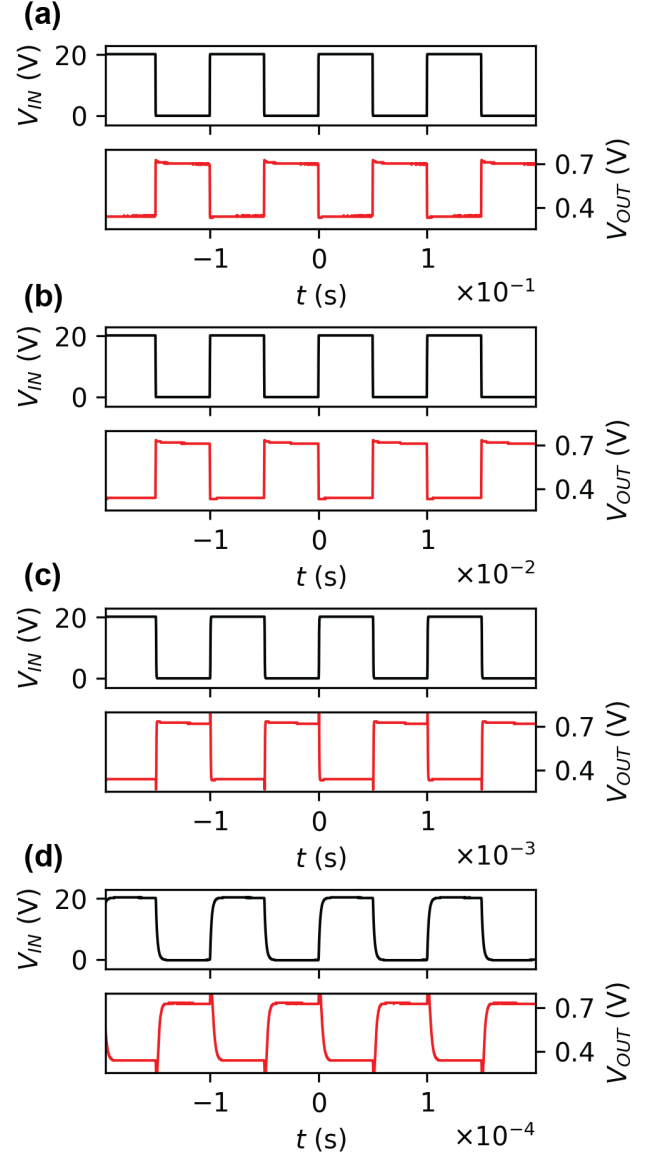 (a)
V_IN (V)
20
0
0.7
0.4
V_OUT (V)
−1 0 1
t (s)
×10⁻¹
(b)
V_IN (V)
20
0
0.7
0.4
V_OUT (V)
−1 0 1
t (s)
×10⁻²
(c)
V_IN (V)
20
0
0.7
0.4
V_OUT (V)
−1 0 1
t (s)
×10⁻³
(d)
V_IN (V)
20
0
0.7
0.4
V_OUT (V)
−1 0 1
t (s)
×10⁻⁴